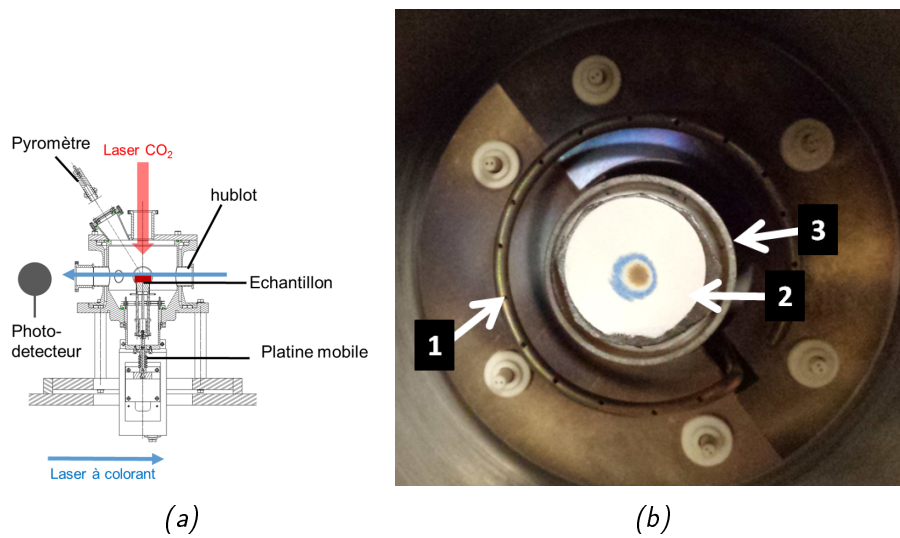 Pyromètre
Laser CO₂
hublot
Echantillon
Photo-
detecteur
Platine mobile
Laser à colorant
(a)
1
2
3
(b)